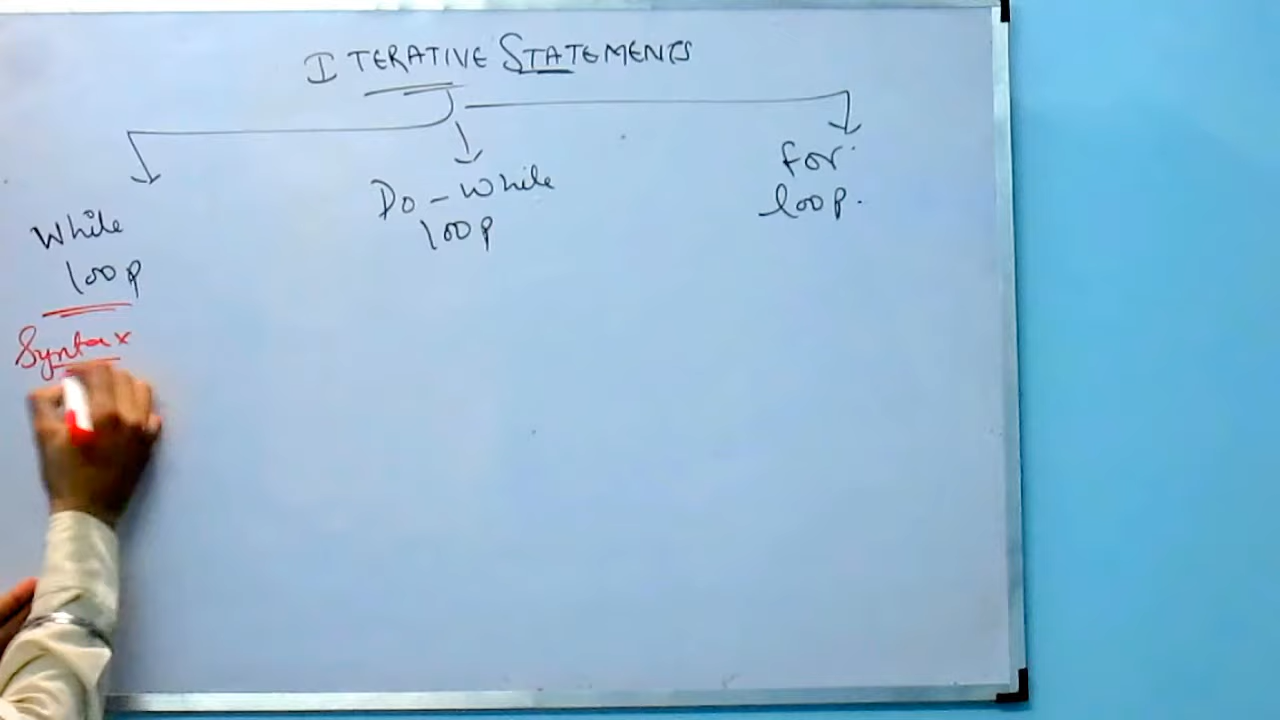 ITERATIVE STATEMENTS
While
loop
Syntax
Do - While
loop
for
loop.